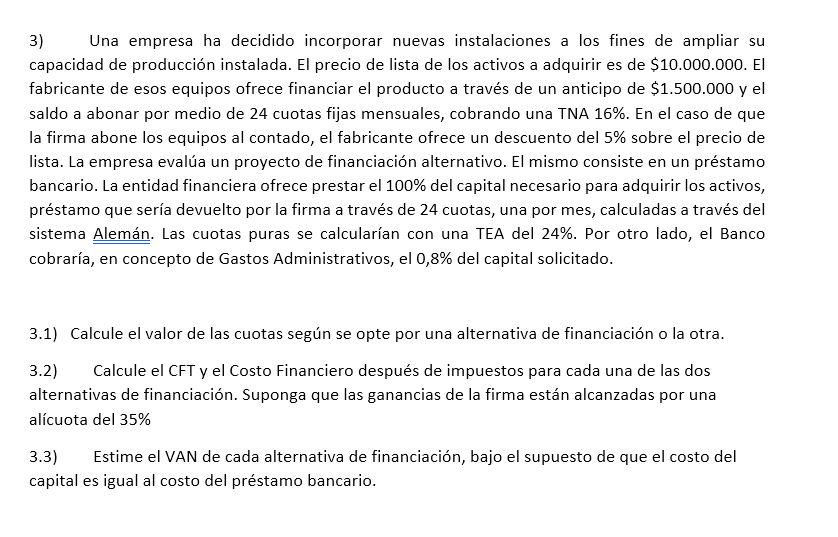 3) Una empresa ha decidido incorporar nuevas instalaciones a los fines de ampliar su
capacidad de producción instalada. El precio de lista de los activos a adquirir es de $10.000.000. El
fabricante de esos equipos ofrece financiar el producto a través de un anticipo de $1.500.000 y el
saldo a abonar por medio de 24 cuotas fijas mensuales, cobrando una TNA 16%. En el caso de que
la firma abone los equipos al contado, el fabricante ofrece un descuento del 5% sobre el precio de
lista. La empresa evalúa un proyecto de financiación alternativo. El mismo consiste en un préstamo
bancario. La entidad financiera ofrece prestar el 100% del capital necesario para adquirir los activos,
préstamo que sería devuelto por la firma a través de 24 cuotas, una por mes, calculadas a través del
sistema Alemán. Las cuotas puras se calcularían con una TEA del 24%. Por otro lado, el Banco
cobraría, en concepto de Gastos Administrativos, el 0,8% del capital solicitado.
3.1) Calcule el valor de las cuotas según se opte por una alternativa de financiación o la otra.
3.2) Calcule el CFT y el Costo Financiero después de impuestos para cada una de las dos
alternativas de financiación. Suponga que las ganancias de la firma están alcanzadas por una
alícuota del 35%
3.3) Estime el VAN de cada alternativa de financiación, bajo el supuesto de que el costo del
capital es igual al costo del préstamo bancario.